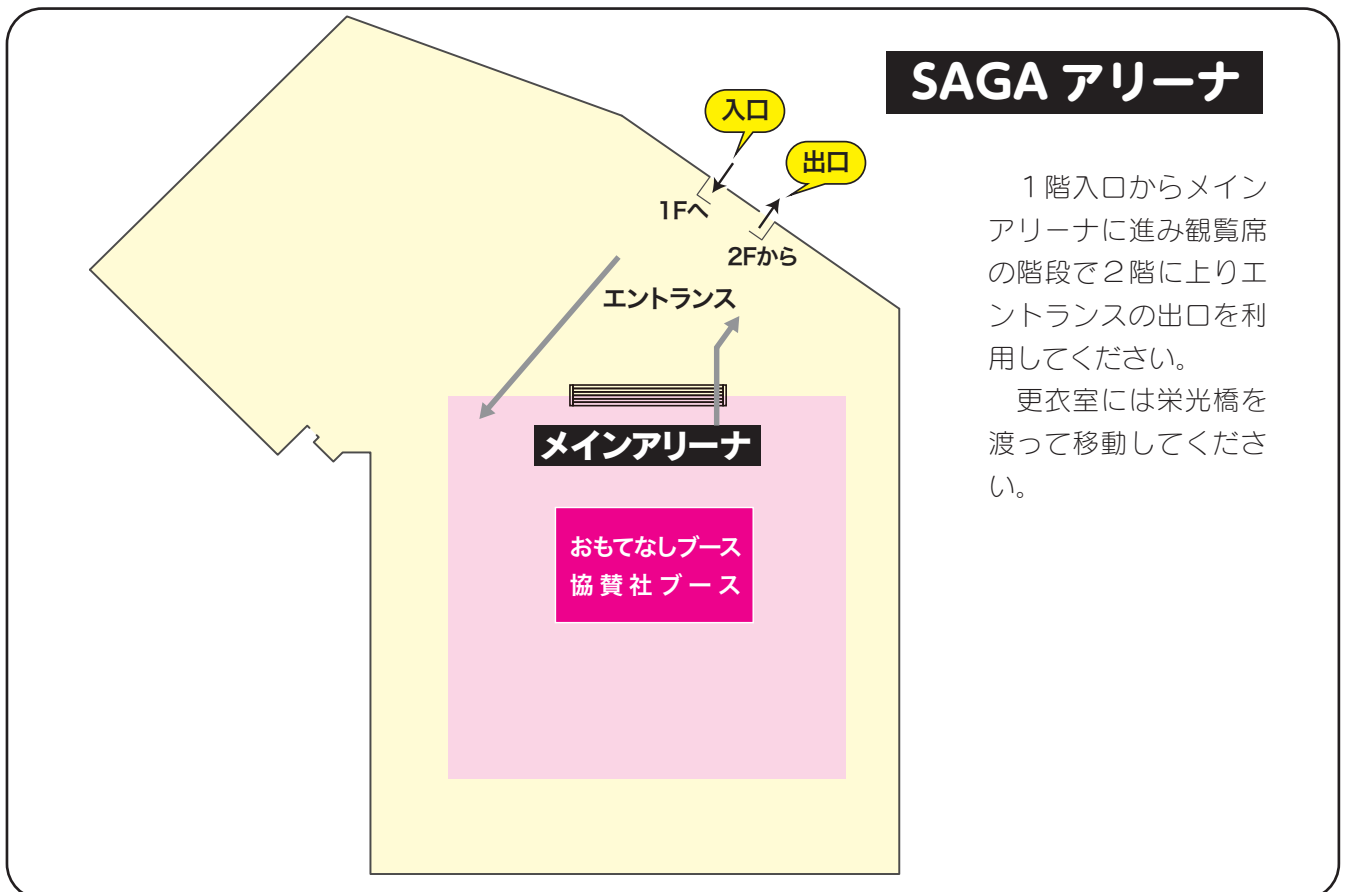 SAGA アリーナ
入口
出口
1Fへ
2Fから
エントランス
メインアリーナ
おもてなしブース
協賛社ブース
　１階入口からメイン
アリーナに進み観覧席
の階段で２階に上りエ
ントランスの出口を利
用してください。
　更衣室には栄光橋を
渡って移動してくださ
い。